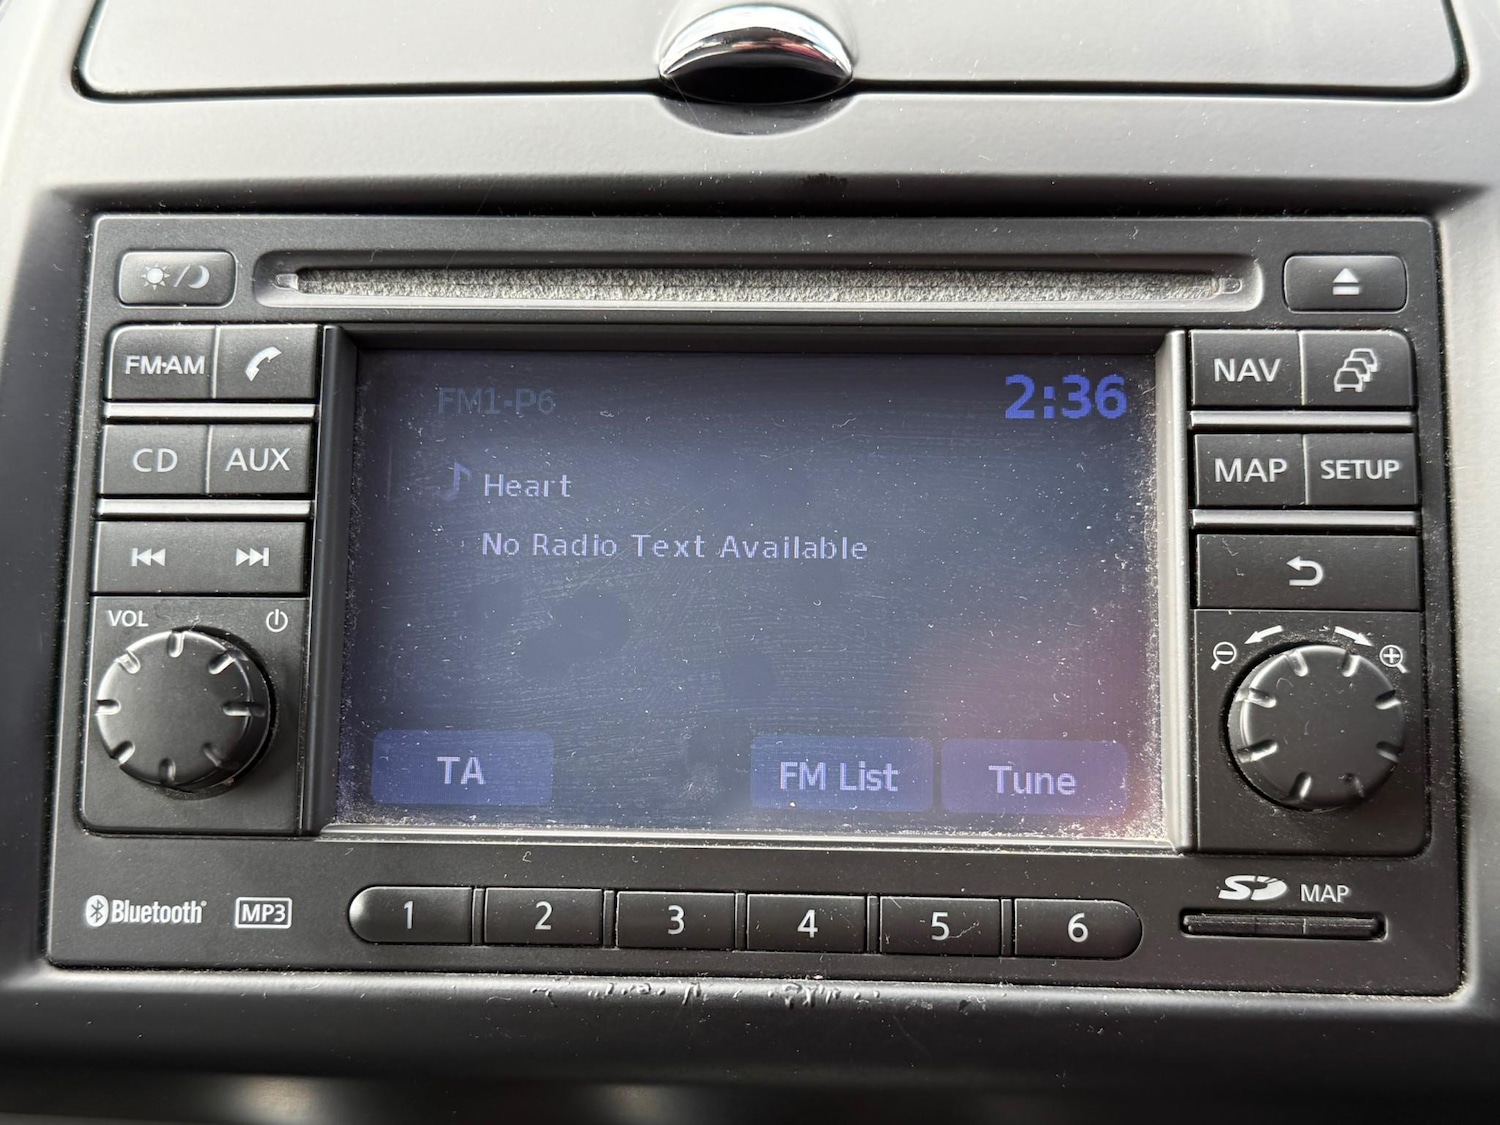 FM·AM
CD
AUX
VOL
FM1-P6
2:36
Heart
No Radio Text Available
TA
FM List
Tune
NAV
MAP
SETUP
Bluetooth
MP3
1
2
3
4
5
6
SD
MAP